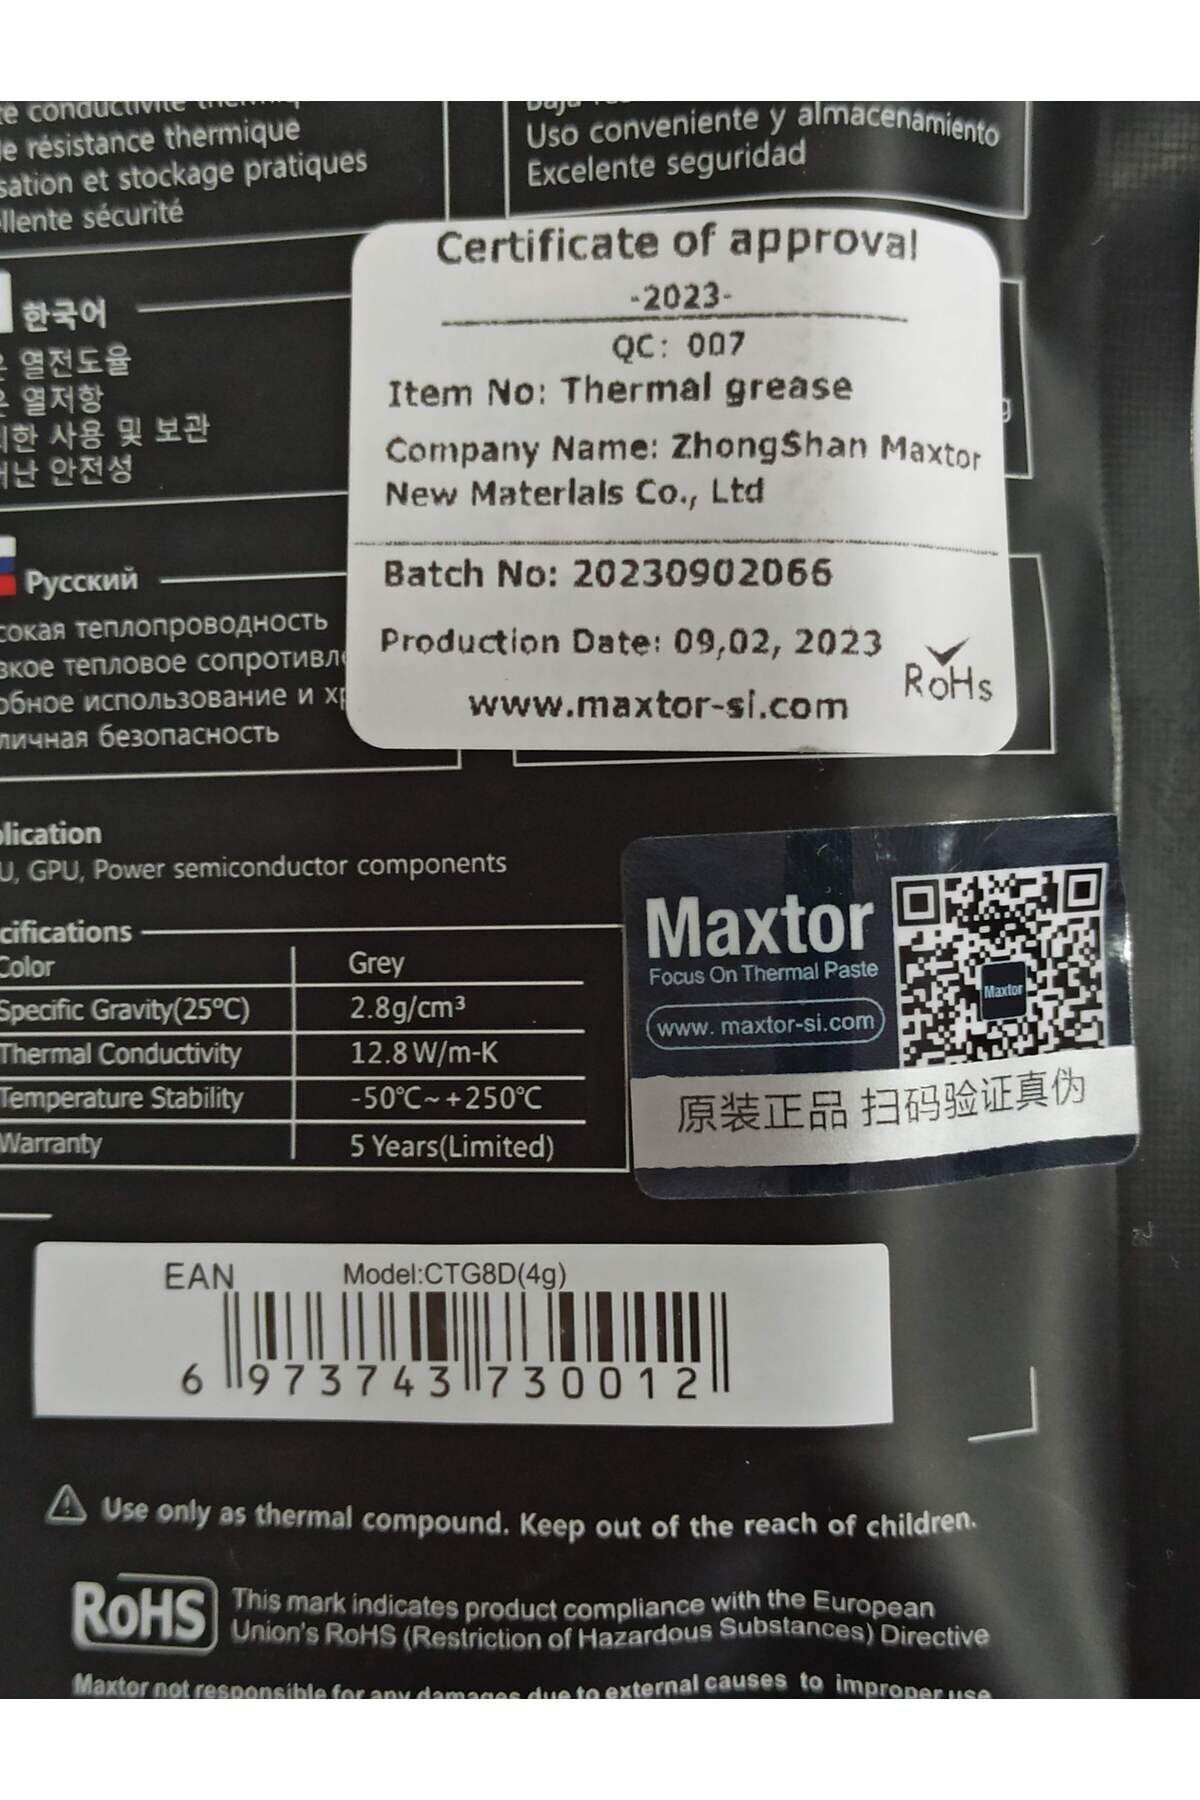 résistance thermique
et stockage pratiques
sécurité
Uso conveniente y almacenamiento
Excelente seguridad
한국어
열전도율
열저항
사용 및 보관
안전성
Русский
теплопроводность
тепловое
использование и
безопасность
Certificate of approval
-2023-
QC: 007
Item No: Thermal grease
Company Name: ZhongShan Maxtor
New Materials Co., Ltd
Batch No: 20230902066
Production Date: 09,02, 2023
RoHs
www.maxtor-si.com
GPU, Power semiconductor components
Color Grey
Specific Gravity(25°C) 2.8g/cm³
Thermal Conductivity 12.8 W/m-K
Temperature Stability -50°C~+250°C
Warranty 5 Years(Limited)
Maxtor
Focus On Thermal Paste
www. maxtor-si.com
Maxtor
原装正品 扫码验证真伪
EAN Model:CTG8D(4g)
6 973743 730012
Use only as thermal compound. Keep out of the reach of children.
RoHS
This mark indicates product compliance with the European
Union's RoHS (Restriction of Hazardous Substances) Directive
Maxtor not responsible for any damages due to external causes to improper use